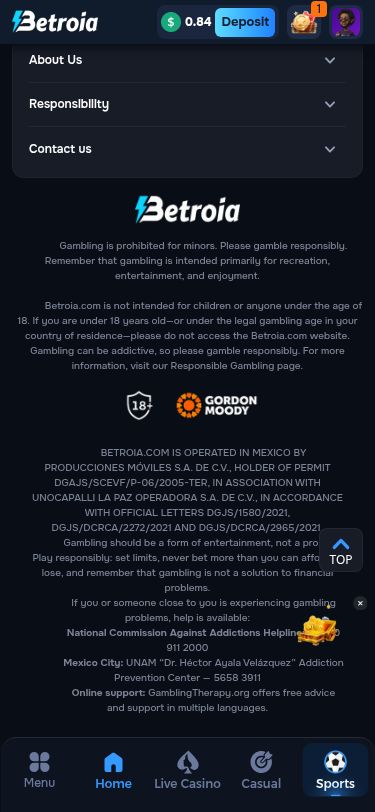 Betroia
$ 0.84 Deposit
1
About Us
Responsibility
Contact us
Betroia
Gambling is prohibited for minors. Please gamble responsibly.
Remember that gambling is intended primarily for recreation,
entertainment, and enjoyment.
Betroia.com is not intended for children or anyone under the age of
18. If you are under 18 years old—or under the legal gambling age in your
country of residence—please do not access the Betroia.com website.
Gambling can be addictive, so please gamble responsibly. For more
information, visit our Responsible Gambling page.
18+ GORDON
MOODY
BETROIA.COM IS OPERATED IN MEXICO BY
PRODUCCIONES MÓVILES S.A. DE C.V., HOLDER OF PERMIT
DGAJS/SCEVF/P-06/2005-TER, IN ASSOCIATION WITH
UNOCAPALLI LA PAZ OPERADORA S.A. DE C.V., IN ACCORDANCE
WITH OFFICIAL LETTERS DGJS/1580/2021,
DGJS/DCRCA/2272/2021 AND DGJS/DCRCA/2965/2021
Gambling should be a form of entertainment, not a
Play responsibly: set limits, never bet more than you can
lose, and remember that gambling is not a solution to financial
problems.
TOP
If you or someone close to you is experiencing gambling
problems, help is available:
National Commission Against Addictions Helpline
911 2000
Mexico City: UNAM “Dr. Héctor Ayala Velázquez” Addiction
Prevention Center — 5658 3911
Online support: GamblingTherapy.org offers free advice
and support in multiple languages.
Menu Home Live Casino Casual Sports